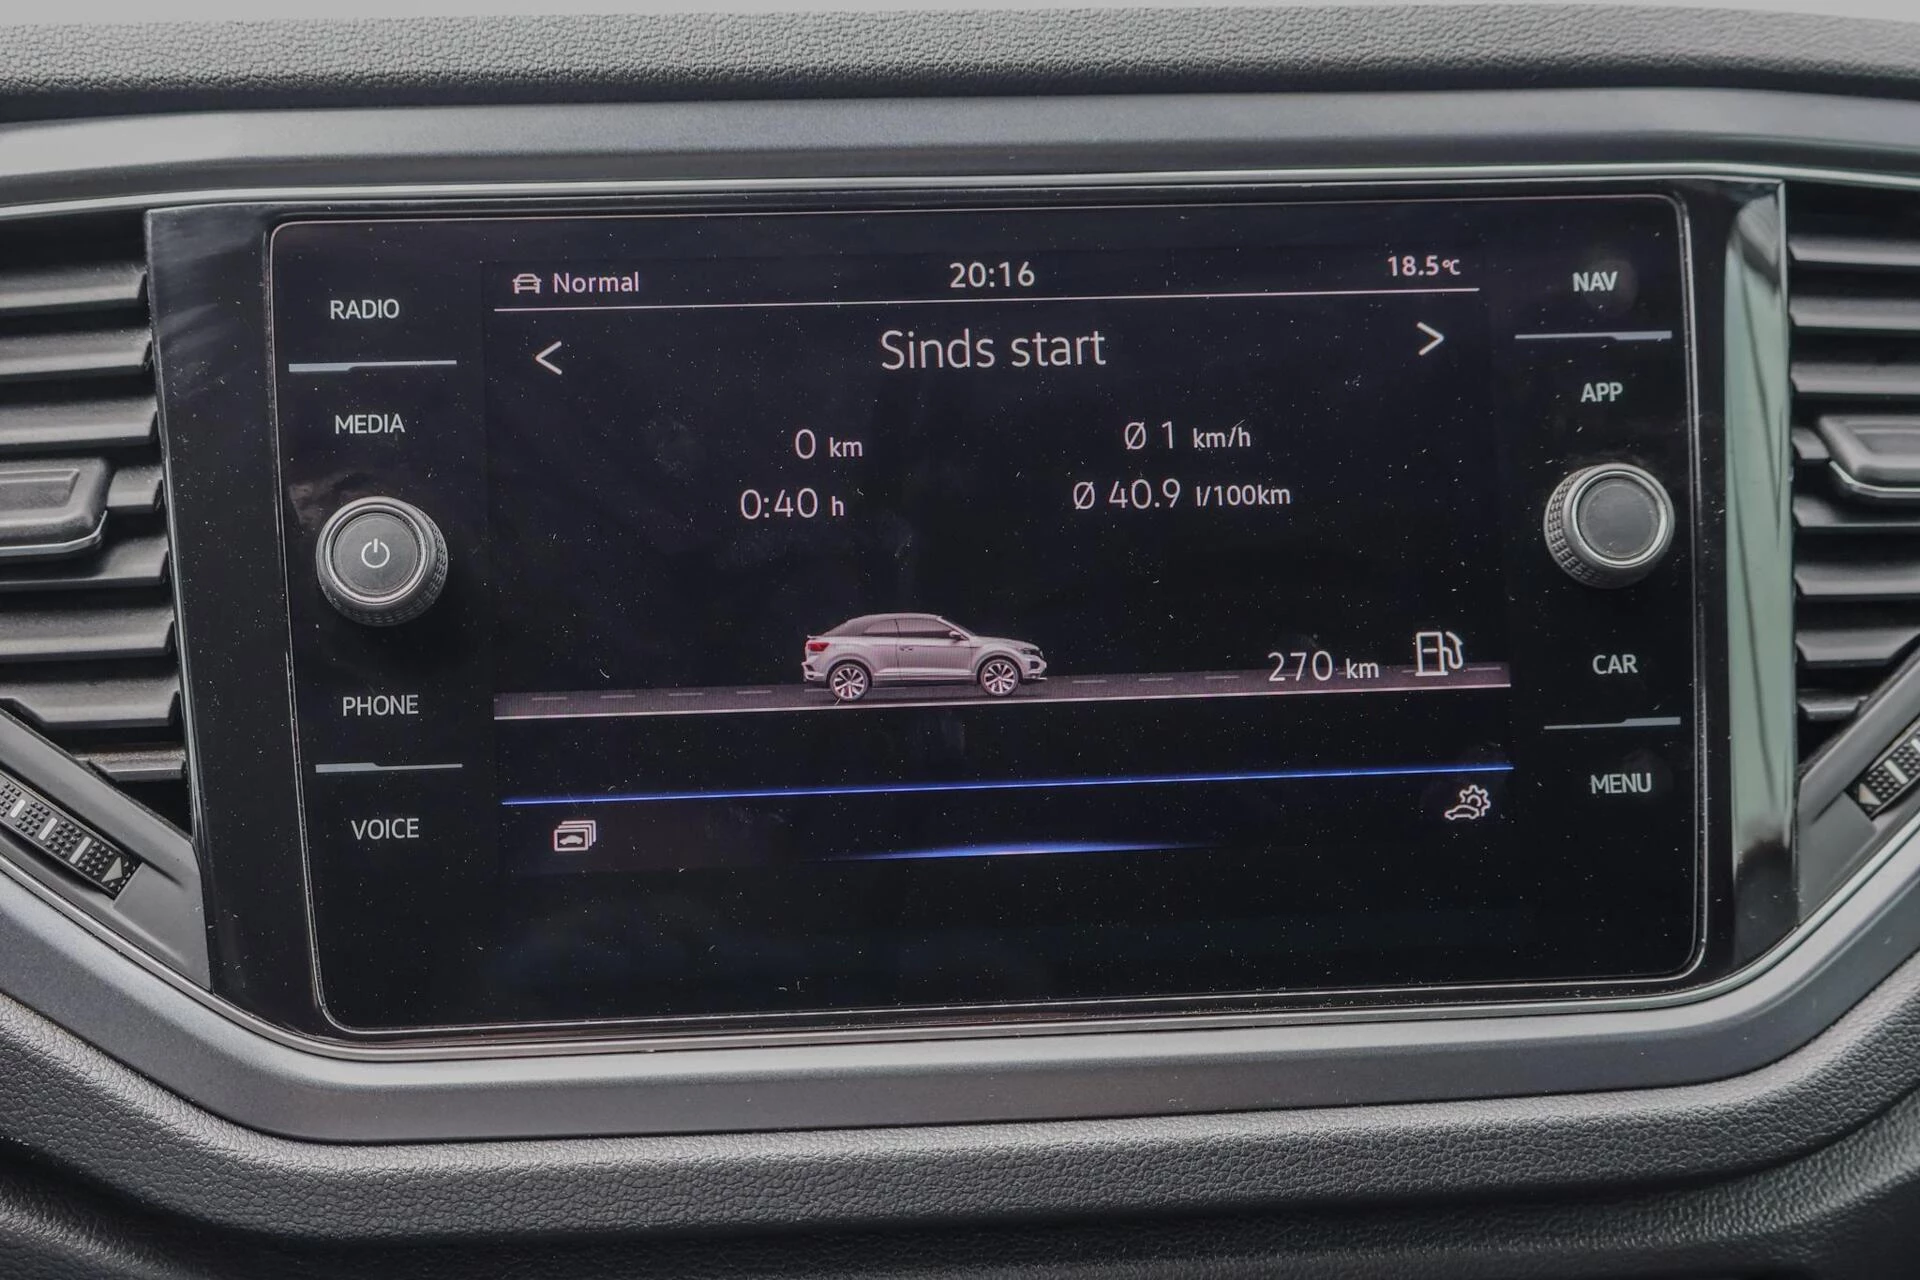 RADIO
MEDIA
PHONE
VOICE
Normal 20:16 18.5°C
< Sinds start >
0 km Ø 1 km/h
0:40 h Ø 40.9 l/100km
270 km
NAV
APP
CAR
MENU